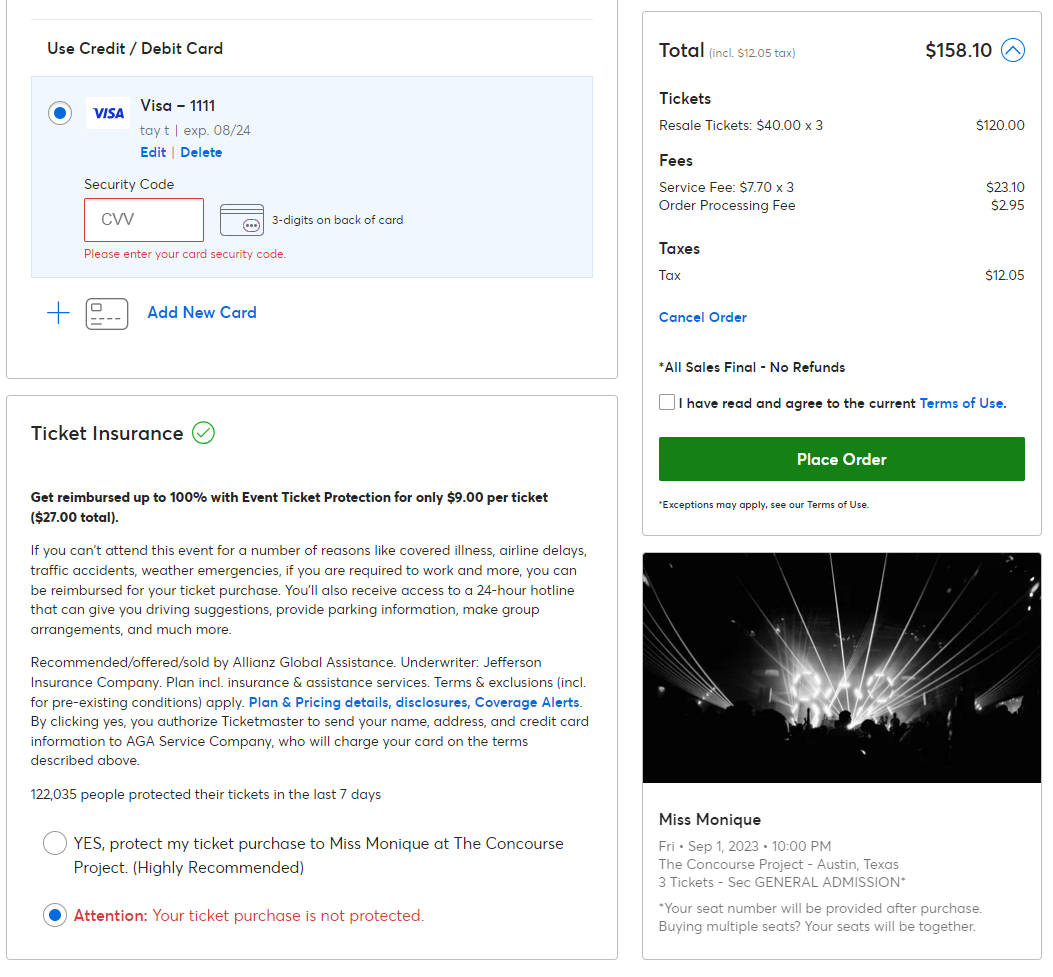 Use Credit / Debit Card
VISA
Visa – 1111
tay t | exp. 08/24
Edit | Delete
Security Code
CVV
3-digits on back of card
Please enter your card security code.
Add New Card
Ticket Insurance
Get reimbursed up to 100% with Event Ticket Protection for only $9.00 per ticket
($27.00 total).
If you can't attend this event for a number of reasons like covered illness, airline delays,
traffic accidents, weather emergencies, if you are required to work and more, you can
be reimbursed for your ticket purchase. You'll also receive access to a 24-hour hotline
that can give you driving suggestions, provide parking information, make group
arrangements, and much more.
Recommended/offered/sold by Allianz Global Assistance. Underwriter: Jefferson
Insurance Company. Plan incl. insurance & assistance services. Terms & exclusions (incl.
for pre-existing conditions) apply. Plan & Pricing details, disclosures, Coverage Alerts.
By clicking yes, you authorize Ticketmaster to send your name, address, and credit card
information to AGA Service Company, who will charge your card on the terms
described above.
122,035 people protected their tickets in the last 7 days
YES, protect my ticket purchase to Miss Monique at The Concourse
Project. (Highly Recommended)
Attention: Your ticket purchase is not protected.
Total (incl. $12.05 tax) $158.10
Tickets
Resale Tickets: $40.00 x 3 $120.00
Fees
Service Fee: $7.70 x 3 $23.10
Order Processing Fee $2.95
Taxes
Tax $12.05
Cancel Order
*All Sales Final - No Refunds
I have read and agree to the current Terms of Use.
Place Order
*Exceptions may apply, see our Terms of Use.
Miss Monique
Fri • Sep 1, 2023 • 10:00 PM
The Concourse Project - Austin, Texas
3 Tickets - Sec GENERAL ADMISSION*
*Your seat number will be provided after purchase.
Buying multiple seats? Your seats will be together.